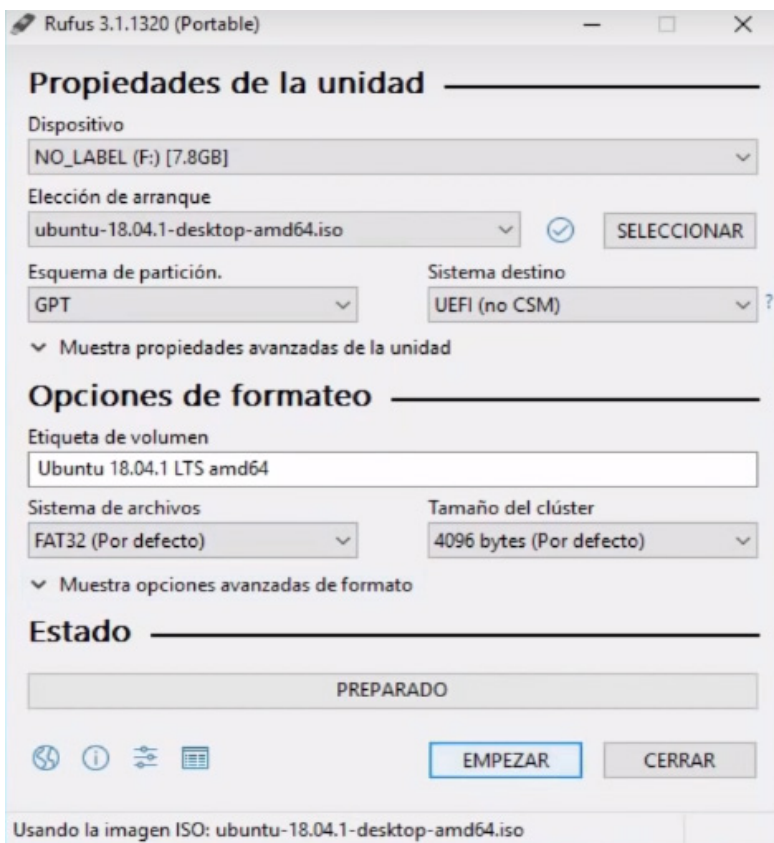 Rufus 3.1.1320 (Portable)
Propiedades de la unidad
Dispositivo
NO_LABEL (F:) [7.8GB]
Elección de arranque
ubuntu-18.04.1-desktop-amd64.iso
SELECCIONAR
Esquema de partición.
Sistema destino
GPT
UEFI (no CSM)
?
Muestra propiedades avanzadas de la unidad
Opciones de formateo
Etiqueta de volumen
Ubuntu 18.04.1 LTS amd64
Sistema de archivos
Tamaño del clúster
FAT32 (Por defecto)
4096 bytes (Por defecto)
Muestra opciones avanzadas de formato
Estado
PREPARADO
EMPEZAR
CERRAR
Usando la imagen ISO: ubuntu-18.04.1-desktop-amd64.iso